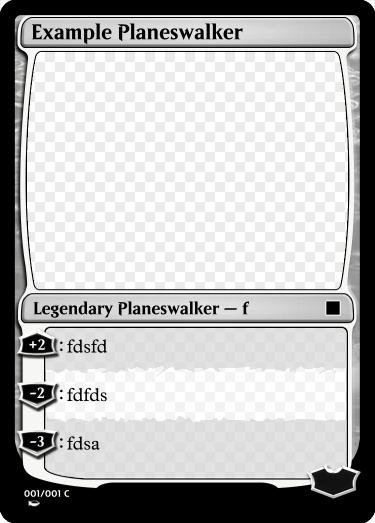 Example Planeswalker
Legendary Planeswalker — f
+2 : fdsfd
-2 : fdfds
-3 : fdsa
001/001 C